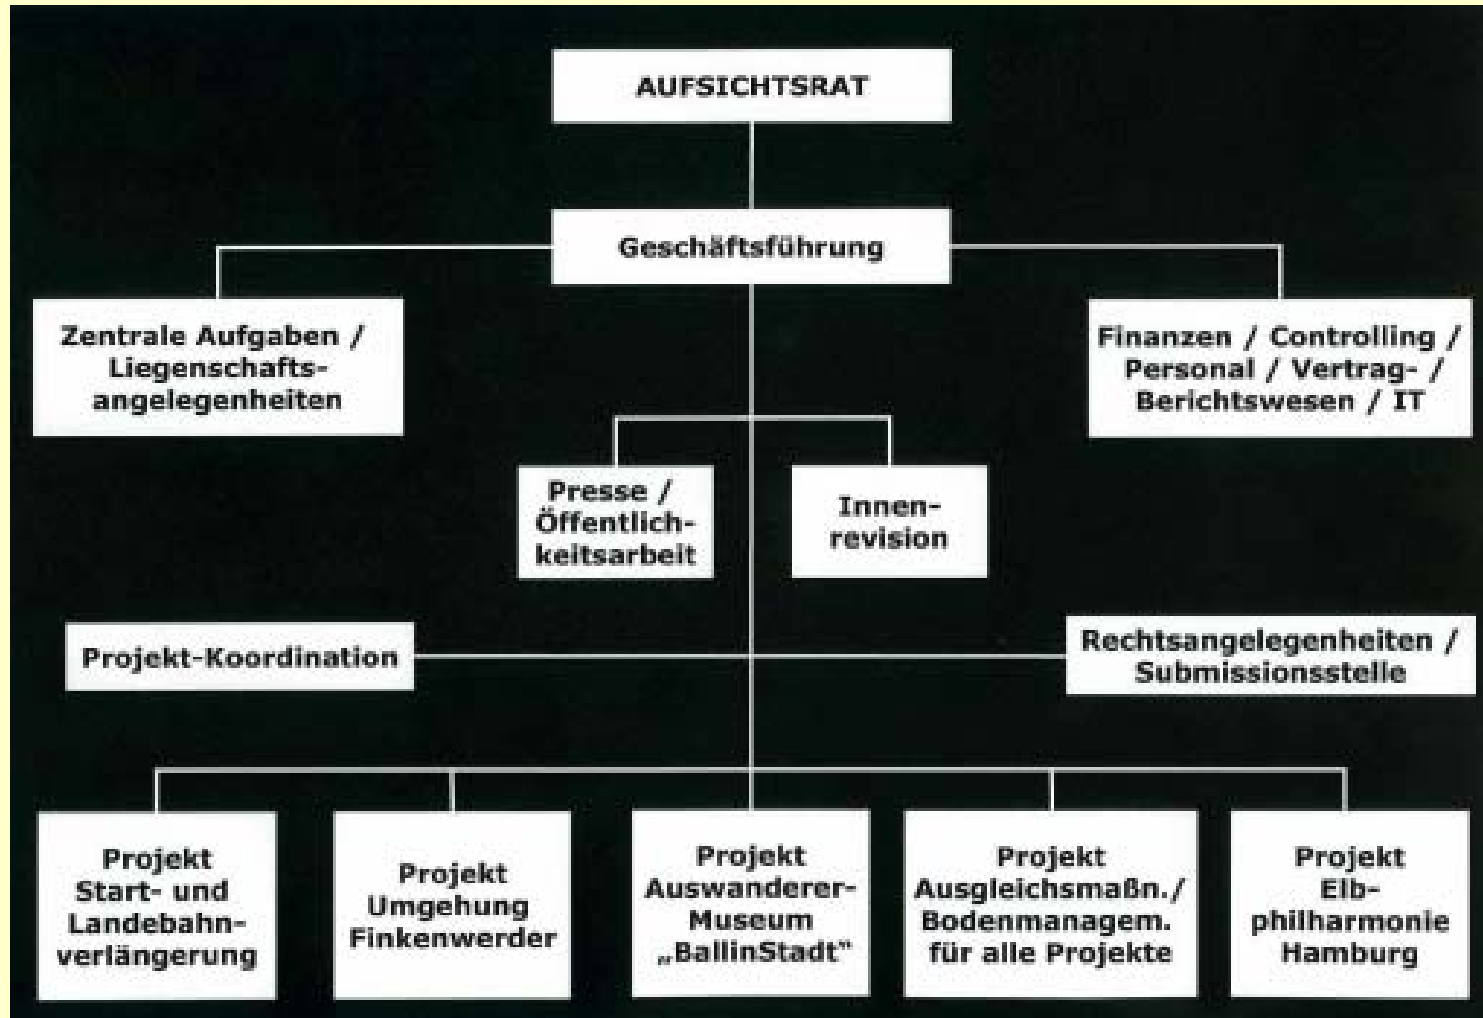 AUFSICHTSRAT
Geschäftsführung
Zentrale Aufgaben /
Liegenschafts-
angelegenheiten
Finanzen / Controlling /
Personal / Vertrag- /
Berichtswesen / IT
Presse /
Öffentlich-
keitsarbeit
Innen-
revision
Projekt-Koordination
Rechtsangelegenheiten /
Submissionsstelle
Projekt
Start- und
Landebahn-
verlängerung
Projekt
Umgehung
Finkenwerder
Projekt
Auswanderer-
Museum
„BallinStadt“
Projekt
Ausgleichsmaßn./
Bodenmanagem.
für alle Projekte
Projekt
Elb-
philharmonie
Hamburg